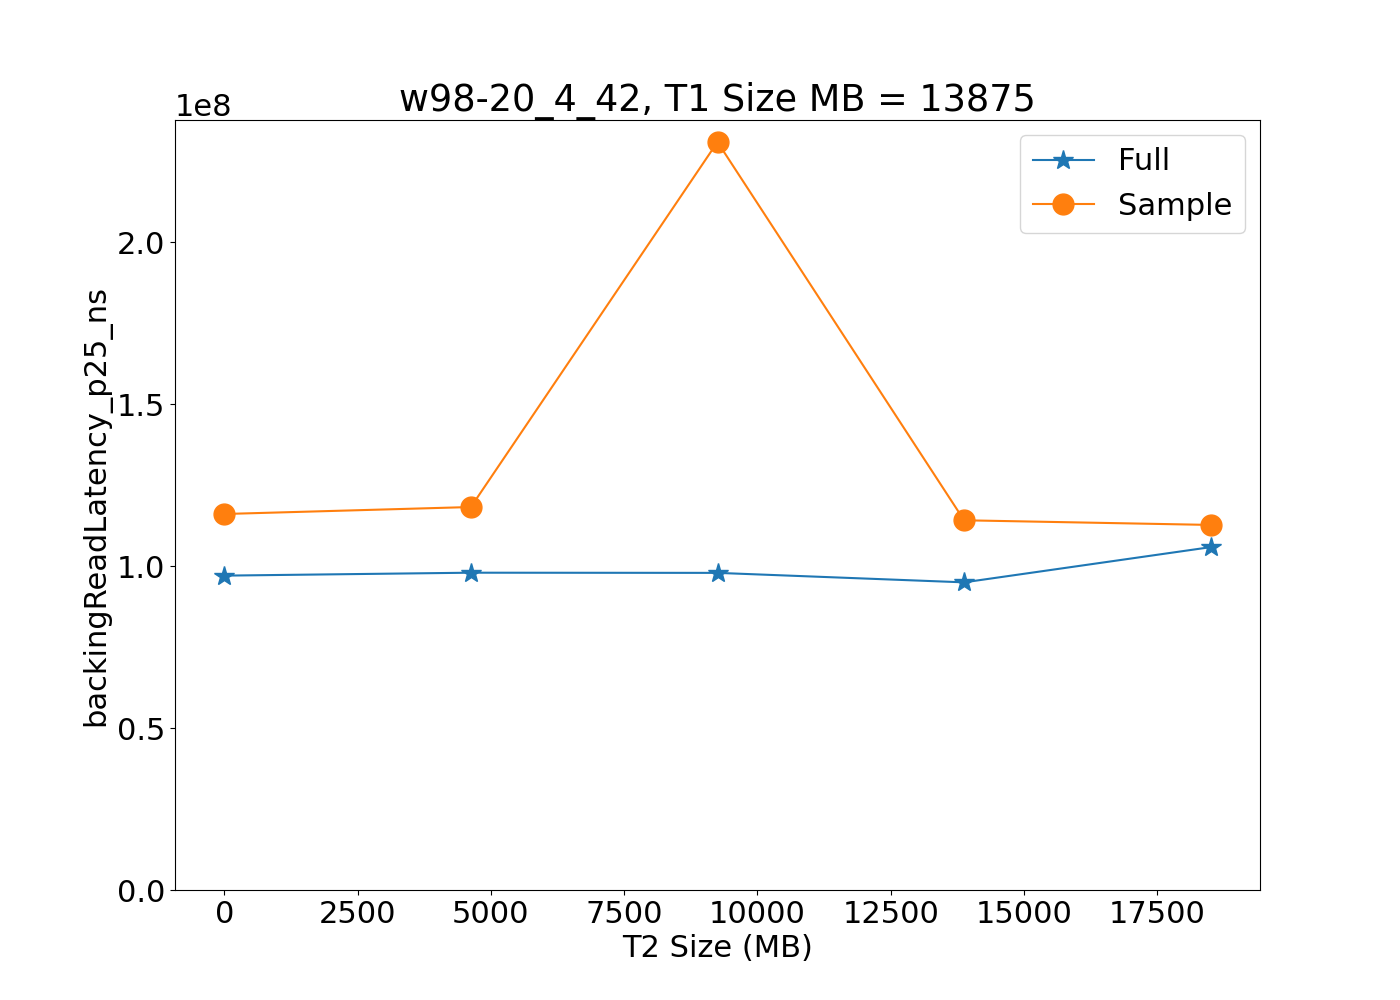 w98-20_4_42, T1 Size MB = 13875
1e8
Full
Sample
backingReadLatency_p25_ns
2.0
1.5
1.0
0.5
0.0
0 2500 5000 7500 10000 12500 15000 17500
T2 Size (MB)